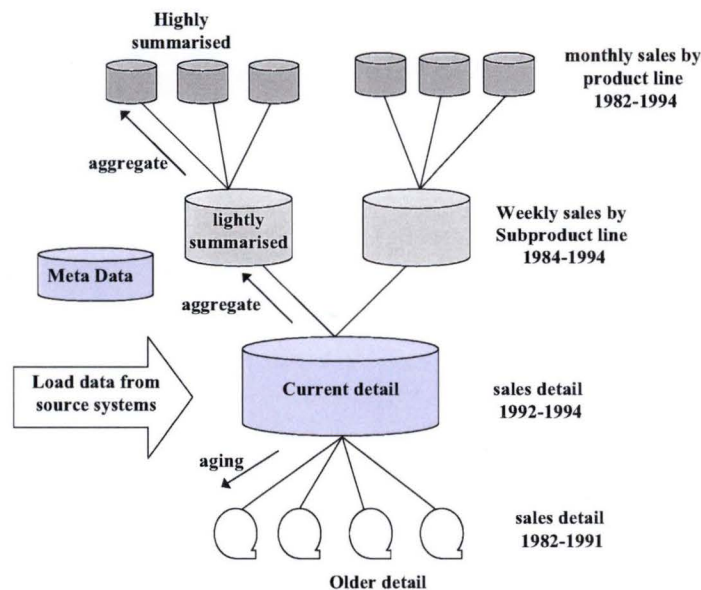 Highly
summarised
monthly sales by
product line
1982-1994
aggregate
lightly
summarised
Weekly sales by
Subproduct line
1984-1994
Meta Data
aggregate
Load data from
source systems
Current detail
sales detail
1992-1994
aging
sales detail
1982-1991
Older detail